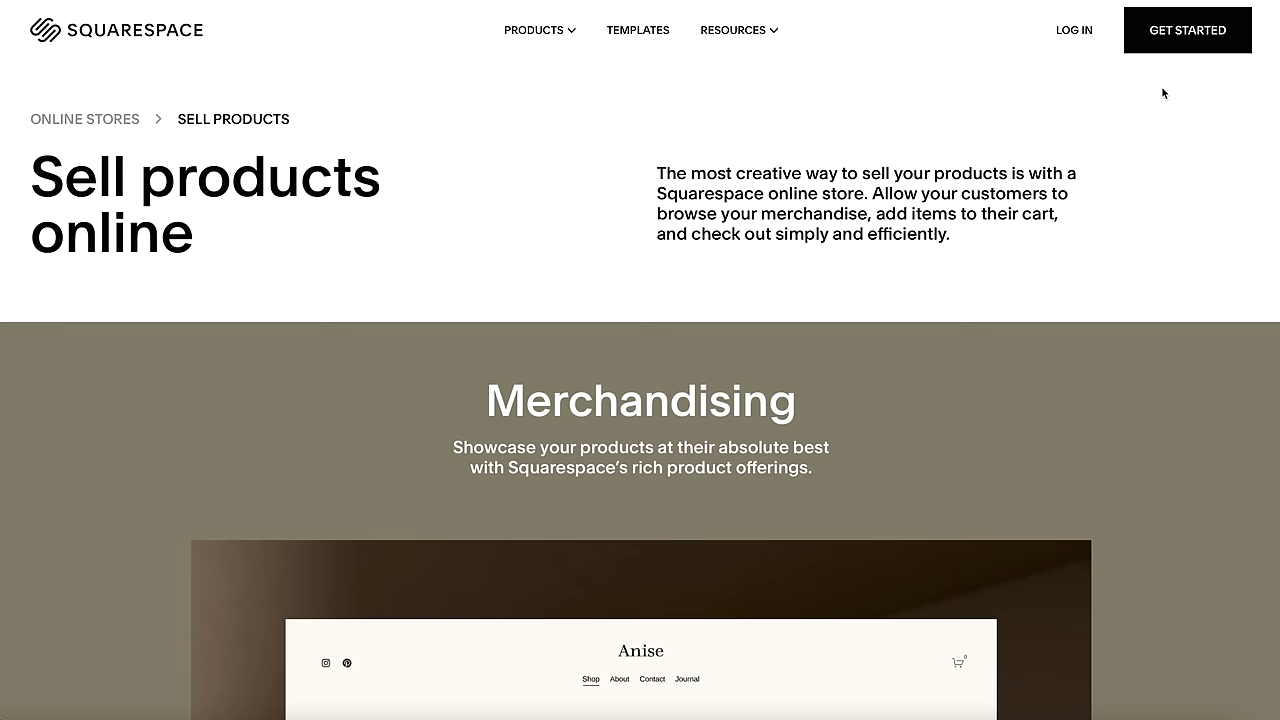 SQUARESPACE
PRODUCTS
TEMPLATES
RESOURCES
LOG IN
GET STARTED
ONLINE STORES > SELL PRODUCTS
Sell products
online
The most creative way to sell your products is with a
Squarespace online store. Allow your customers to
browse your merchandise, add items to their cart,
and check out simply and efficiently.
Merchandising
Showcase your products at their absolute best
with Squarespace’s rich product offerings.
Anise
0
Shop About Contact Journal